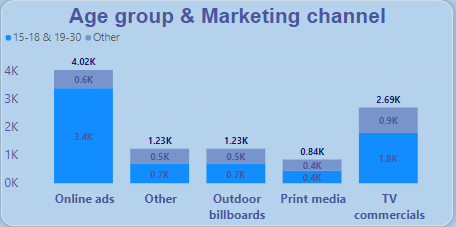 Age group & Marketing channel
15-18 & 19-30 Other
4.02K
4K
0.6K
3K
2.69K
3.4K
0.9K
2K
1.23K 1.23K
0.84K
1K
0.5K 0.5K
1.8K
0.4K
0.7K 0.7K
0.4K
0K
Online ads Other Outdoor billboards Print media TV commercials